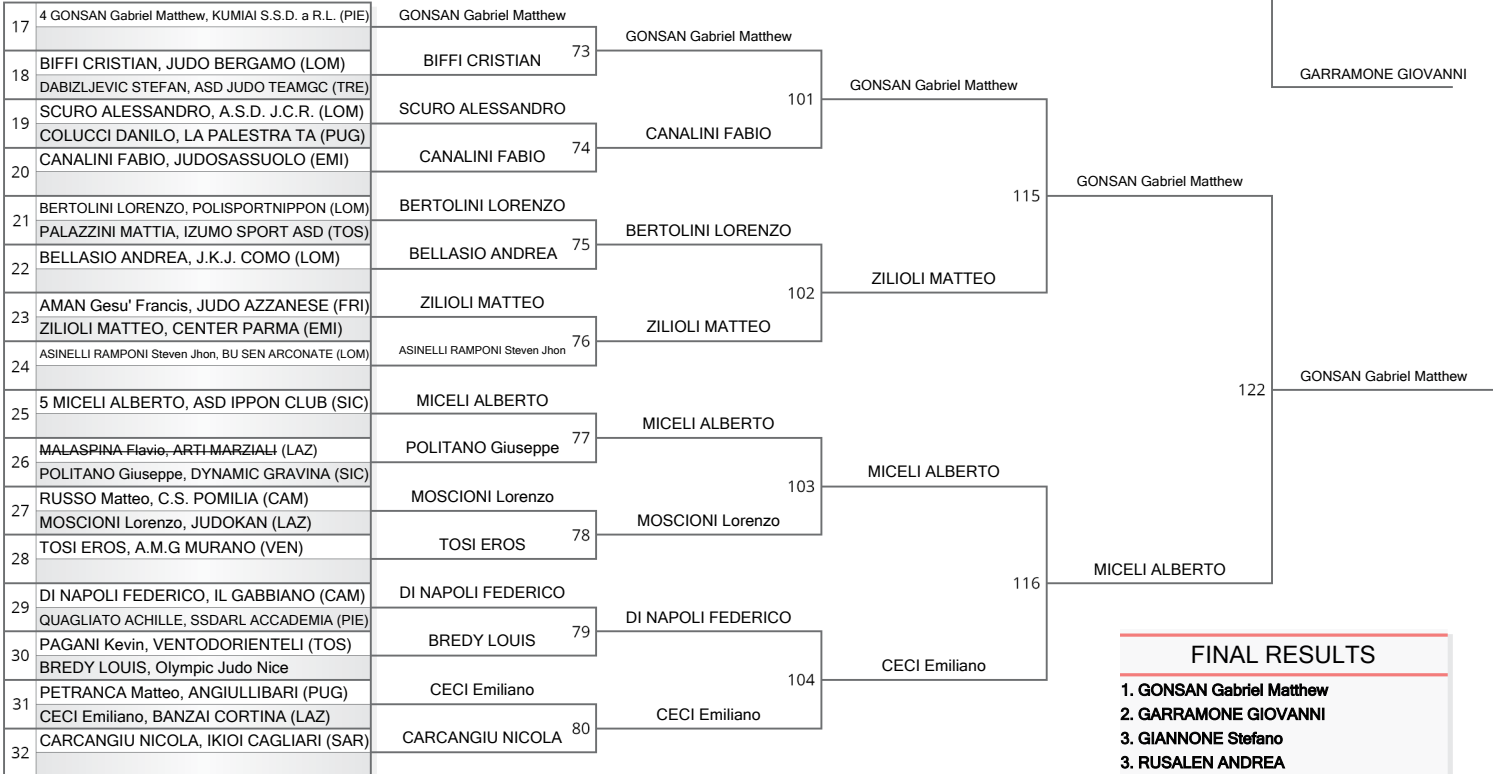 17
4 GONSAN Gabriel Matthew, KUMIAI S.S.D. a R.L. (PIE)
18
BIFFI CRISTIAN, JUDO BERGAMO (LOM)
DABIZLJEVIC STEFAN, ASD JUDO TEAMGC (TRE)
19
SCURO ALESSANDRO, A.S.D. J.C.R. (LOM)
COLUCCI DANILO, LA PALESTRA TA (PUG)
20
CANALINI FABIO, JUDOSASSUOLO (EMI)
21
BERTOLINI LORENZO, POLISPORTNIPPON (LOM)
PALAZZINI MATTIA, IZUMO SPORT ASD (TOS)
22
BELLASIO ANDREA, J.K.J. COMO (LOM)
23
AMAN Gesu' Francis, JUDO AZZANESE (FRI)
ZILIOLI MATTEO, CENTER PARMA (EMI)
24
ASINELLI RAMPONI Steven Jhon, BU SEN ARCONATE (LOM)
25
5 MICELI ALBERTO, ASD IPPON CLUB (SIC)
26
MALASPINA Flavio, ARTI MARZIALI (LAZ)
POLITANO Giuseppe, DYNAMIC GRAVINA (SIC)
27
RUSSO Matteo, C.S. POMILIA (CAM)
MOSCIONI Lorenzo, JUDOKAN (LAZ)
28
TOSI EROS, A.M.G MURANO (VEN)
29
DI NAPOLI FEDERICO, IL GABBIANO (CAM)
QUAGLIATO ACHILLE, SSDARL ACCADEMIA (PIE)
30
PAGANI Kevin, VENTODORIENTELI (TOS)
BREDY LOUIS, Olympic Judo Nice
31
PETRANCA Matteo, ANGIULLIBARI (PUG)
CECI Emiliano, BANZAI CORTINA (LAZ)
32
CARCANGIU NICOLA, IKIOI CAGLIARI (SAR)
GONSAN Gabriel Matthew
73
BIFFI CRISTIAN
SCURO ALESSANDRO
74
CANALINI FABIO
BERTOLINI LORENZO
75
BELLASIO ANDREA
ZILIOLI MATTEO
76
ASINELLI RAMPONI Steven Jhon
MICELI ALBERTO
77
POLITANO Giuseppe
MOSCIONI Lorenzo
78
TOSI EROS
DI NAPOLI FEDERICO
79
BREDY LOUIS
CECI Emiliano
80
CARCANGIU NICOLA
GONSAN Gabriel Matthew
101
CANALINI FABIO
BERTOLINI LORENZO
102
ZILIOLI MATTEO
MICELI ALBERTO
103
MOSCIONI Lorenzo
DI NAPOLI FEDERICO
104
CECI Emiliano
GONSAN Gabriel Matthew
115
ZILIOLI MATTEO
MICELI ALBERTO
116
CECI Emiliano
GONSAN Gabriel Matthew
122
MICELI ALBERTO
GARRAMONE GIOVANNI
GONSAN Gabriel Matthew
FINAL RESULTS
1. GONSAN Gabriel Matthew
2. GARRAMONE GIOVANNI
3. GIANNONE Stefano
3. RUSALEN ANDREA